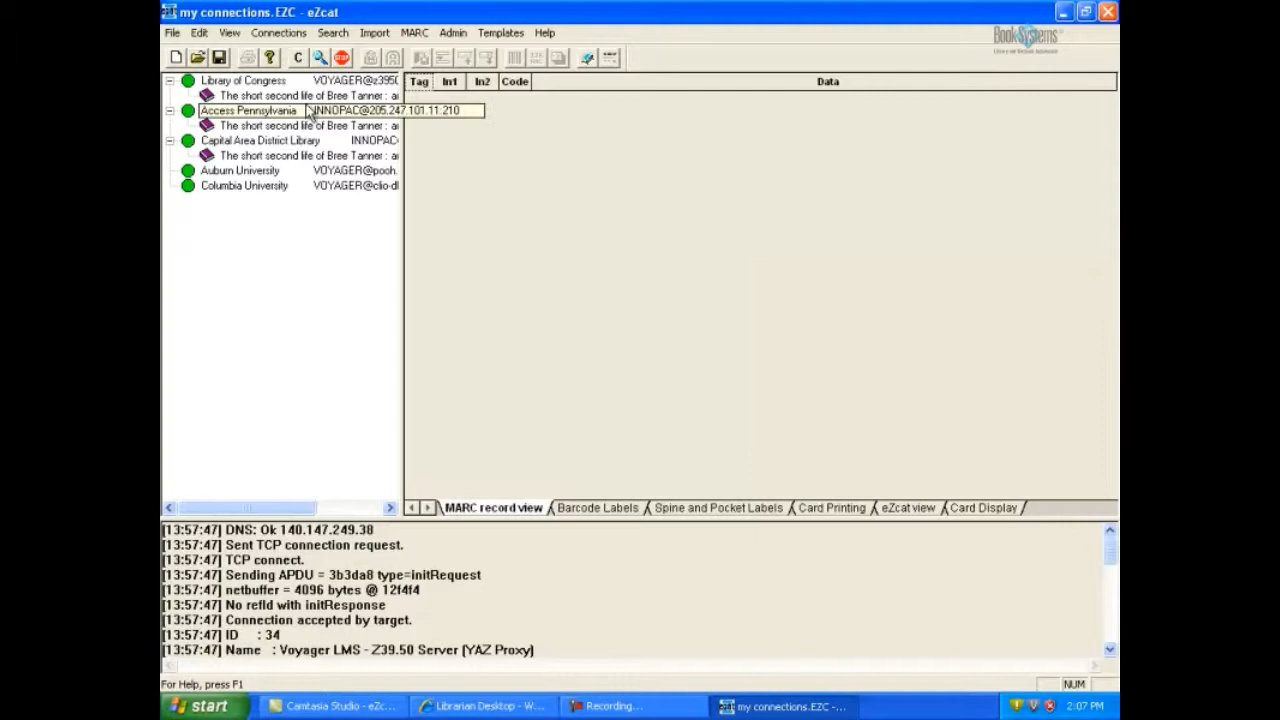 my connections.EZC - eZcat
File Edit View Connections Search Import MARC Admin Templates Help
BookSystems
C STOP
Tag In1 In2 Code Data
Library of Congress VOYAGER@z395(
The short second life of Bree Tanner : a
Access Pennsylvania INNOPAC@205.247.101.11:210
The short second life of Bree Tanner : a
Capital Area District Library INNOPAC
The short second life of Bree Tanner : a
Auburn University VOYAGER@pooh.
Columbia University VOYAGER@clio-d
MARC record view Barcode Labels Spine and Pocket Labels Card Printing eZcat view Card Display
[13:57:47] DNS: Ok 140.147.249.38
[13:57:47] Sent TCP connection request.
[13:57:47] TCP connect.
[13:57:47] Sending APDU = 3b3da8 type=initRequest
[13:57:47] netbuffer = 4096 bytes @ 12f4f4
[13:57:47] No refId with initResponse
[13:57:47] Connection accepted by target.
[13:57:47] ID : 34
[13:57:47] Name : Voyager LMS - Z39.50 Server (YAZ Proxy)
For Help, press F1
NUM
start
Camtasia Studio - eZc...
Librarian Desktop - W...
Recording...
my connections.EZC -...
2:07 PM